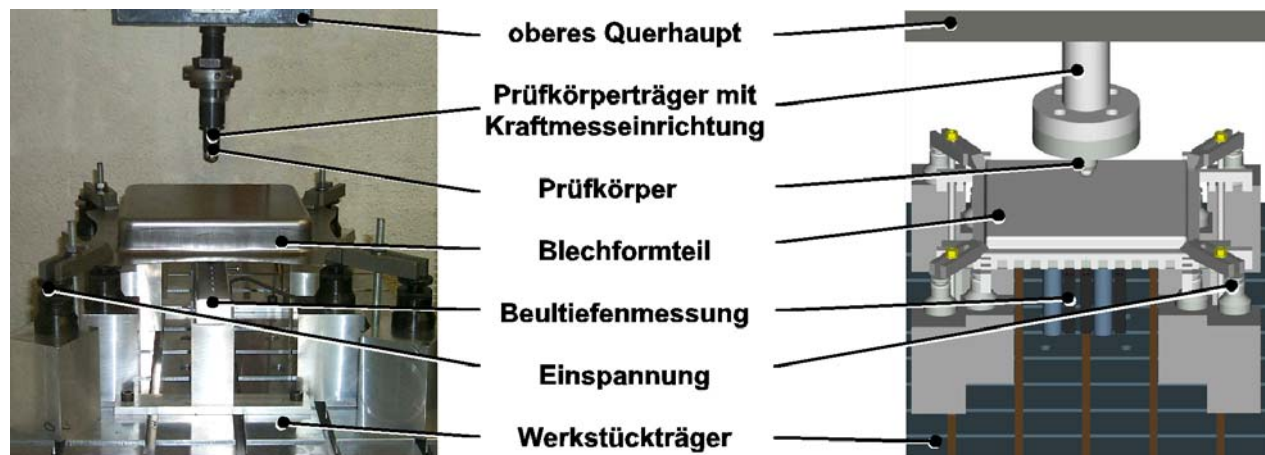 oberes Querhaupt
Prüfkörperträger mit
Kraftmesseinrichtung
Prüfkörper
Blechformteil
Beultiefenmessung
Einspannung
Werkstückträger